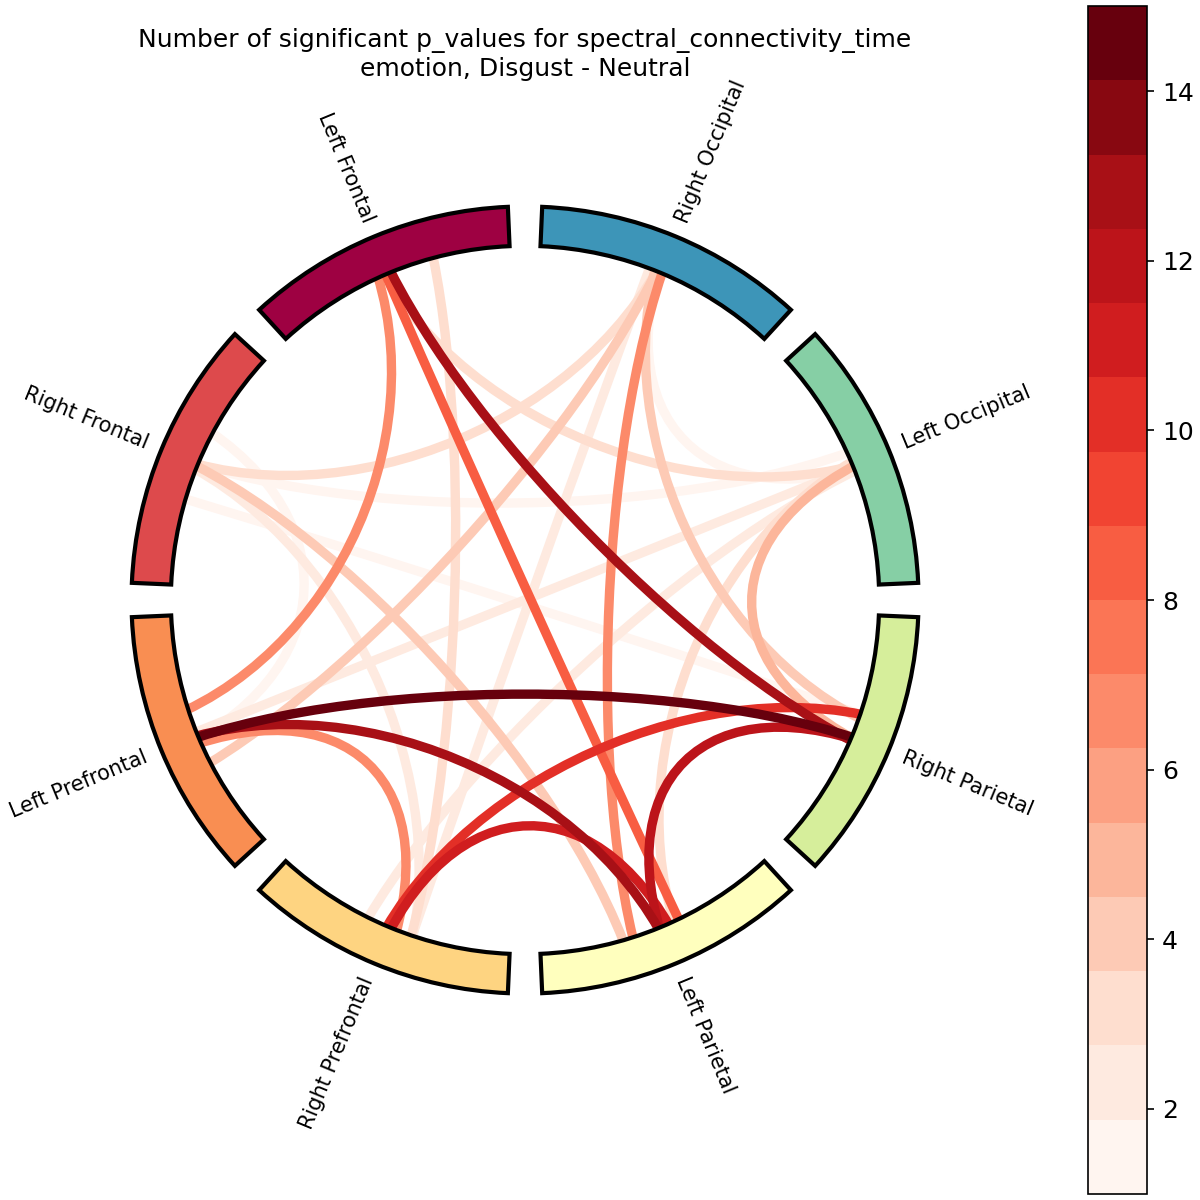 Number of significant p_values for spectral_connectivity_time
emotion, Disgust - Neutral
Left Frontal
Right Occipital
Right Frontal
Left Occipital
Left Prefrontal
Right Parietal
Right Prefrontal
Left Parietal
14
12
10
8
6
4
2